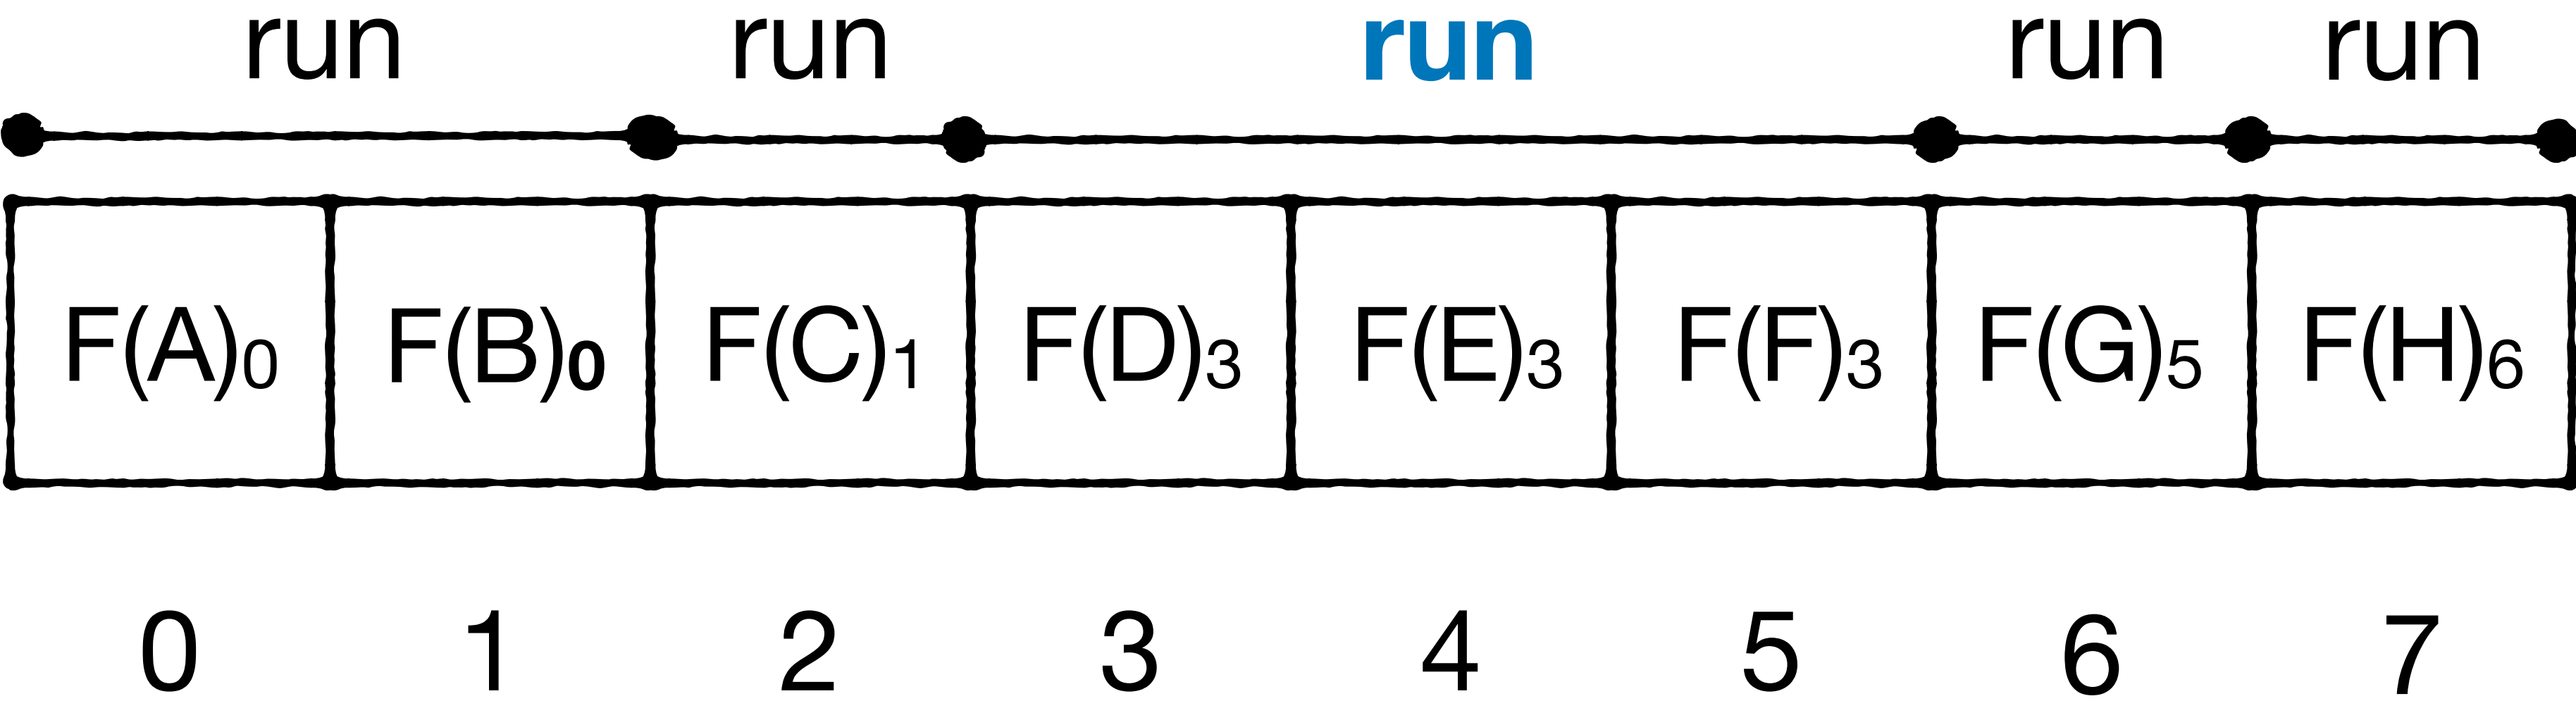 run run run run run
F(A)₀ F(B)₀ F(C)₁ F(D)₃ F(E)₃ F(F)₃ F(G)₅ F(H)₆
0 1 2 3 4 5 6 7